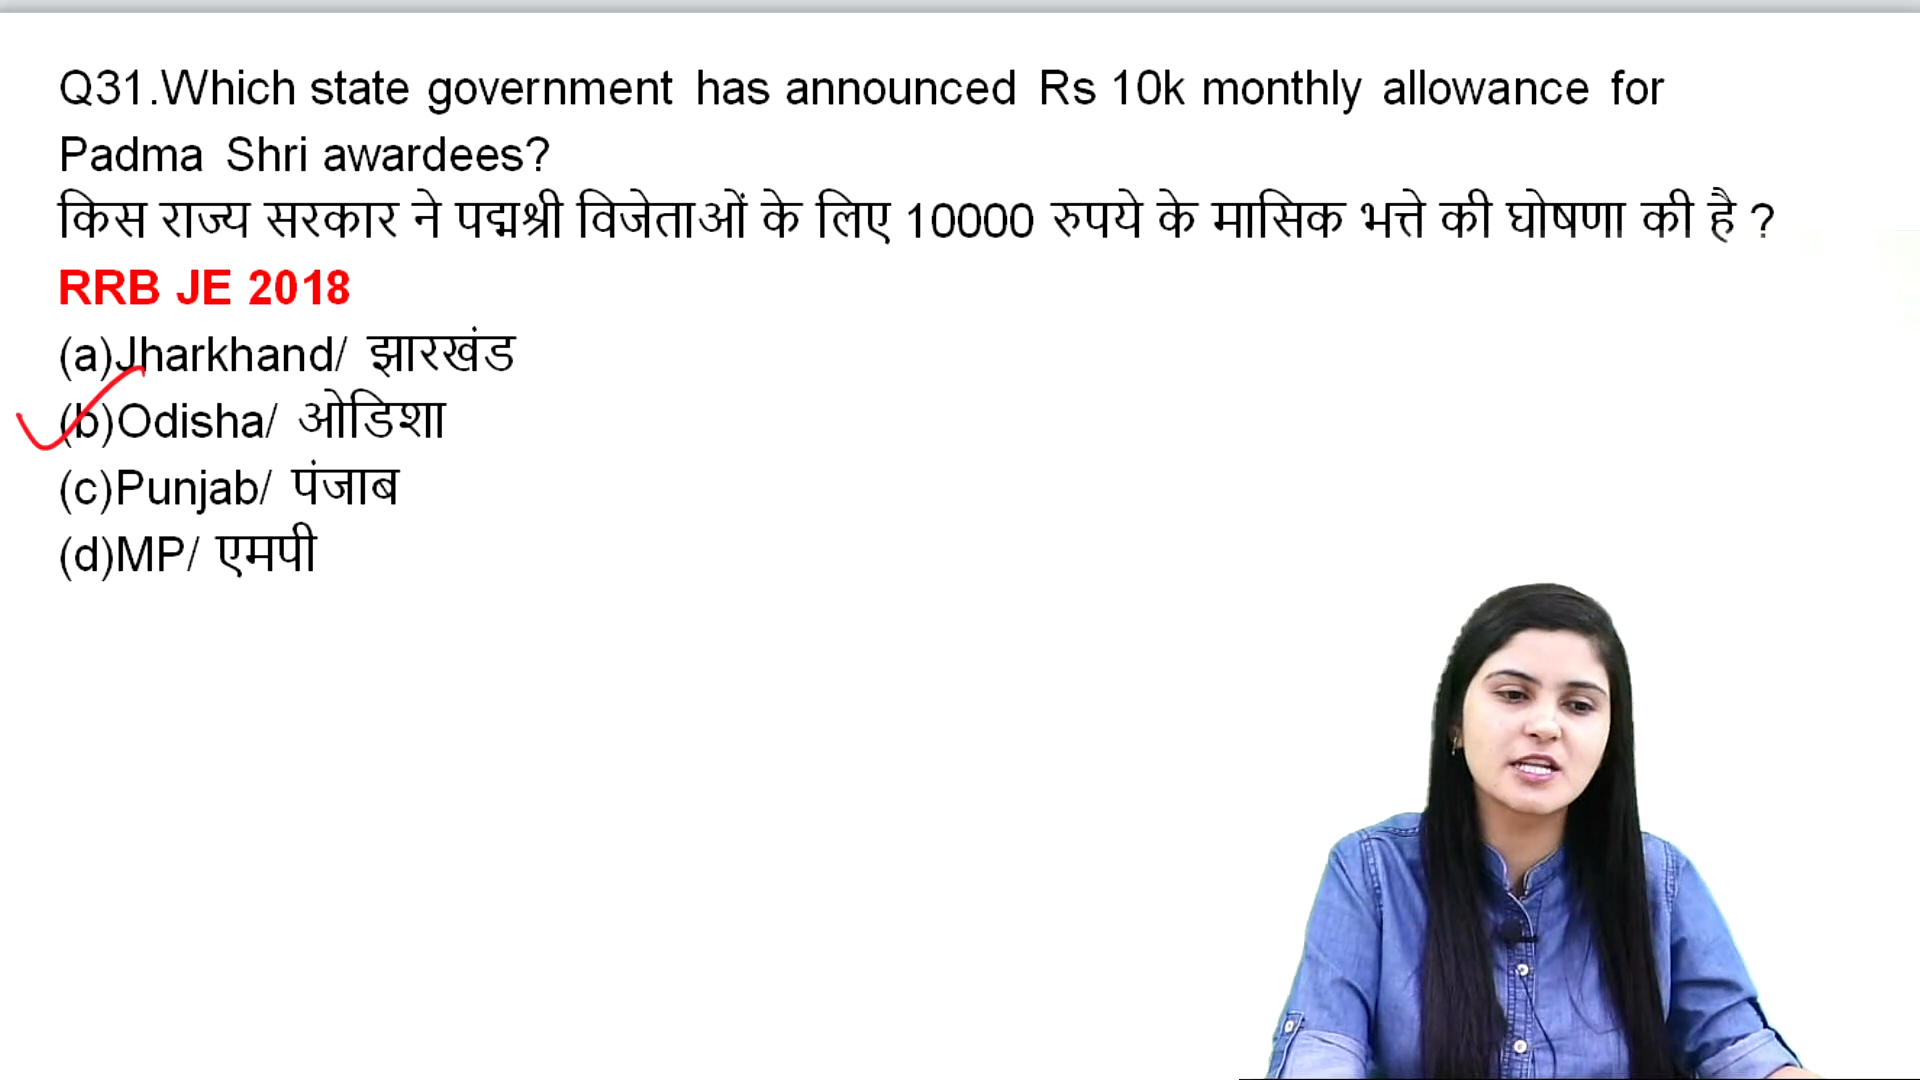 Q31.Which state government has announced Rs 10k monthly allowance for
Padma Shri awardees?
किस राज्य सरकार ने पद्मश्री विजेताओं के लिए 10000 रुपये के मासिक भत्ते की घोषणा की है ?
RRB JE 2018
(a)Jharkhand/ झारखंड
(b)Odisha/ ओडिशा
(c)Punjab/ पंजाब
(d)MP/ एमपी